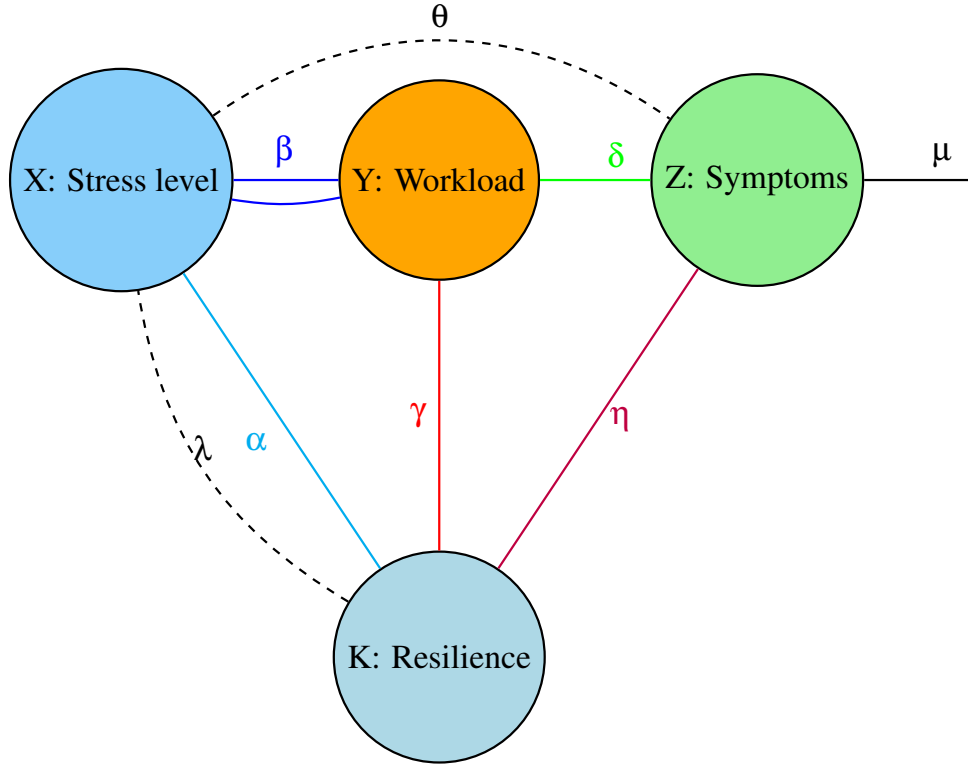 θ
β
δ
μ
X: Stress level
Y: Workload
Z: Symptoms
λ
α
γ
η
K: Resilience